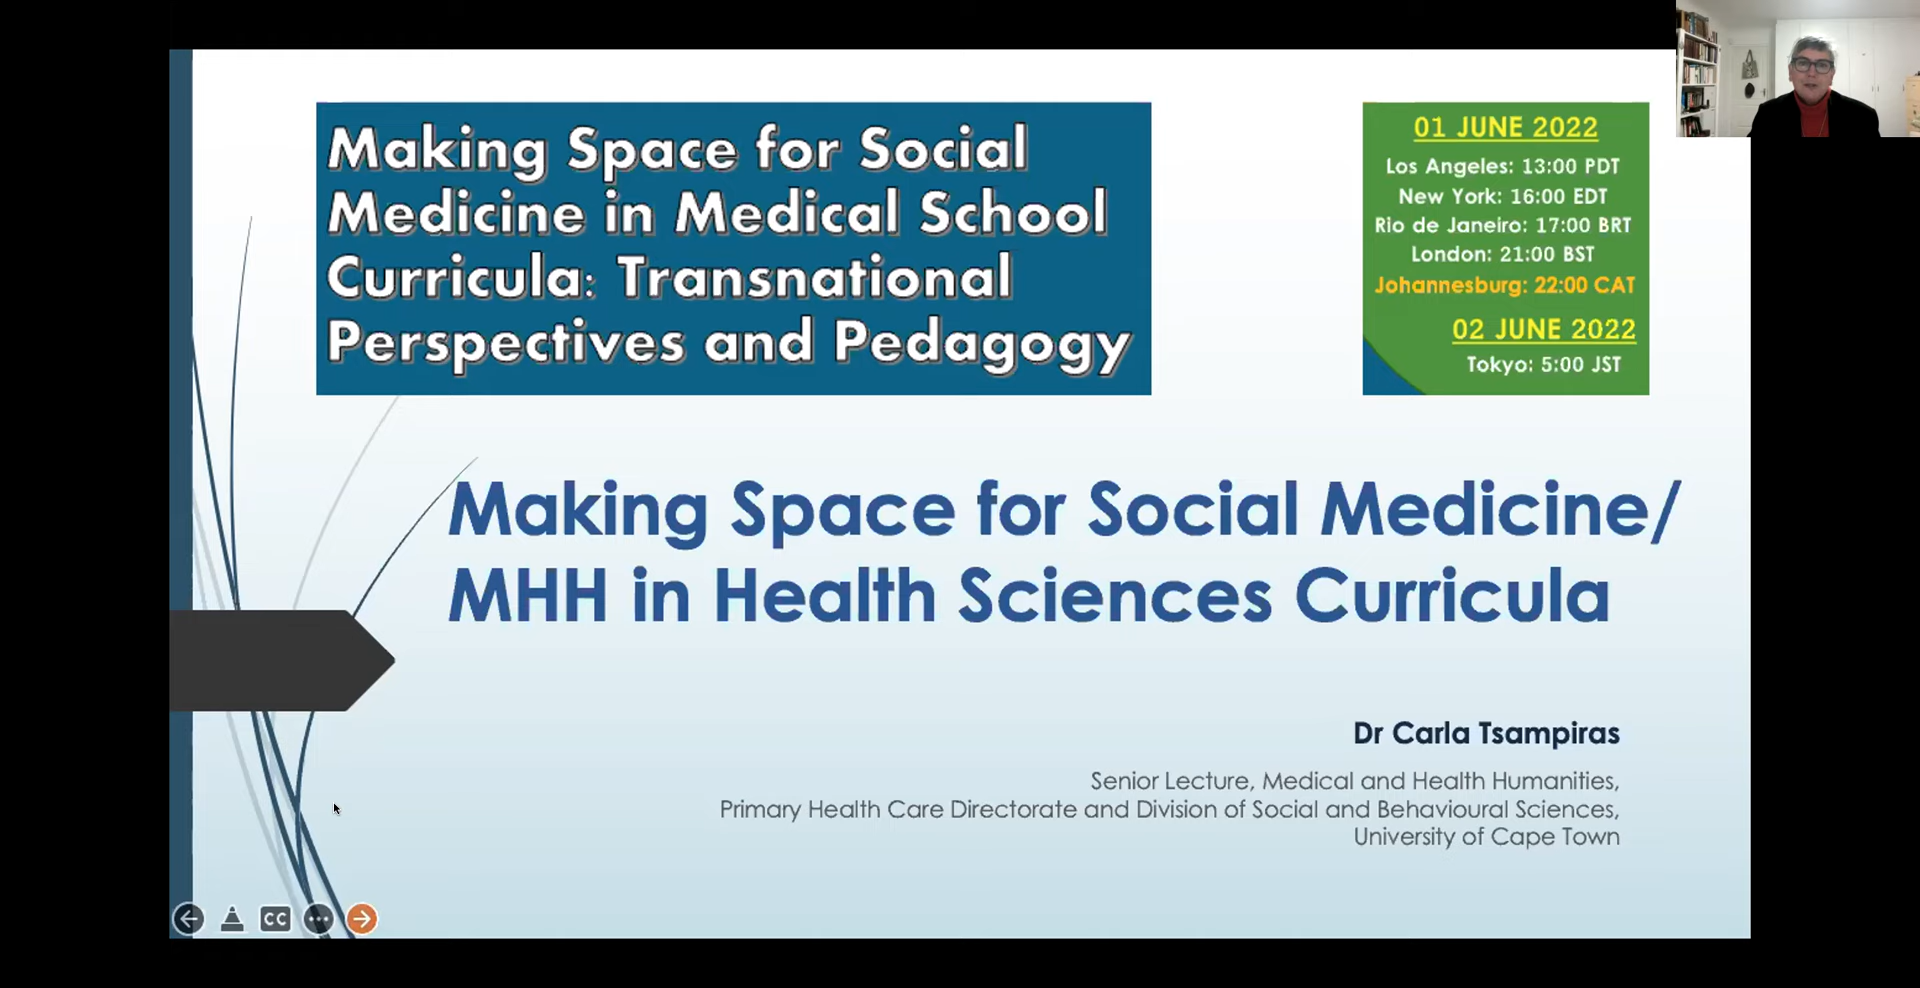 Making Space for Social
Medicine in Medical School
Curricula: Transnational
Perspectives and Pedagogy
01 JUNE 2022
Los Angeles: 13:00 PDT
New York: 16:00 EDT
Rio de Janeiro: 17:00 BRT
London: 21:00 BST
Johannesburg: 22:00 CAT
02 JUNE 2022
Tokyo: 5:00 JST
Making Space for Social Medicine/
MHH in Health Sciences Curricula
Dr Carla Tsampiras
Senior Lecture, Medical and Health Humanities,
Primary Health Care Directorate and Division of Social and Behavioural Sciences,
University of Cape Town
CC